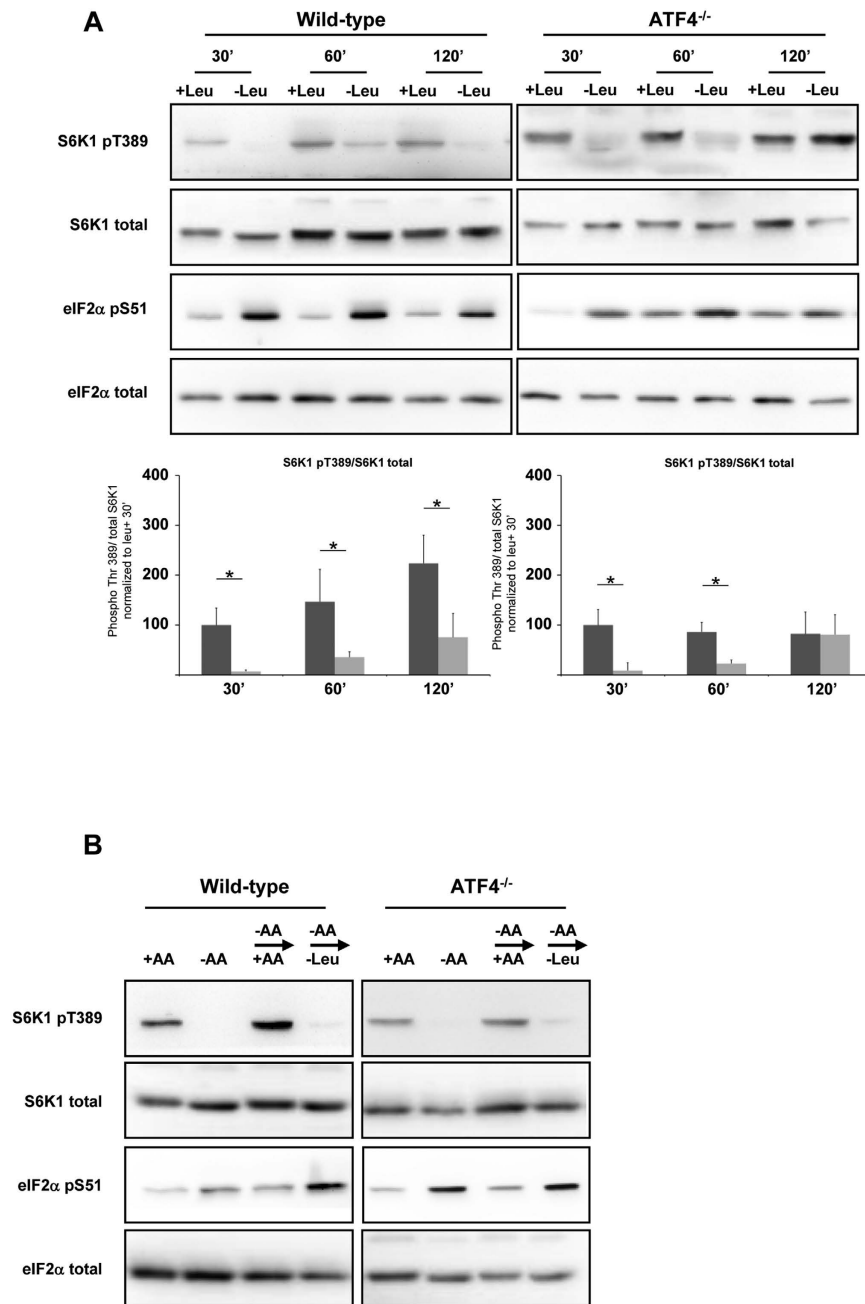 A
Wild-type ATF4-/-
30’ 60’ 120’ 30’ 60’ 120’
+Leu -Leu +Leu -Leu +Leu -Leu +Leu -Leu +Leu -Leu +Leu -Leu
S6K1 pT389
S6K1 total
eIF2α pS51
eIF2α total
S6K1 pT389/S6K1 total
Phospho Thr 389/ total S6K1
normalized to leu+ 30’
400
300
200
100
* * *
30’ 60’ 120’
S6K1 pT389/S6K1 total
Phospho Thr 389/ total S6K1
normalized to leu+ 30’
400
300
200
100
* *
30’ 60’ 120’
B
Wild-type ATF4-/-
-AA -AA -AA -AA
+AA -AA +AA -Leu +AA -AA +AA -Leu
S6K1 pT389
S6K1 total
eIF2α pS51
eIF2α total